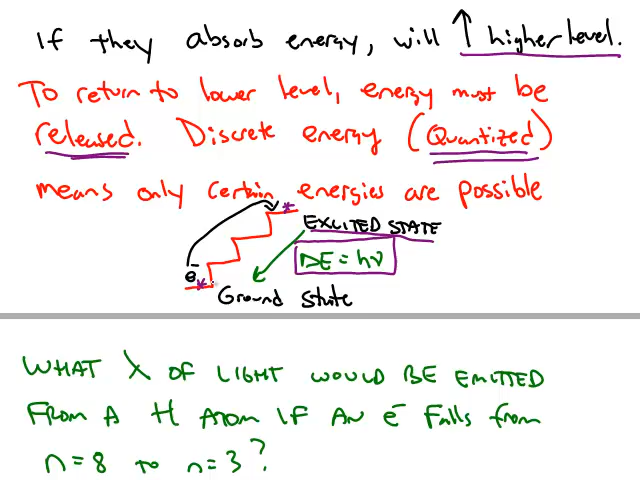 If they absorb energy, will ↑ higher level.
To return to lower level, energy must be
released. Discrete energy (Quantized)
means only certain energies are possible
EXCITED STATE
ΔE = hν
e⁻
Ground State
WHAT λ OF LIGHT WOULD BE EMITTED
FROM A H ATOM IF AN e⁻ Falls from
n=8 to n=3?